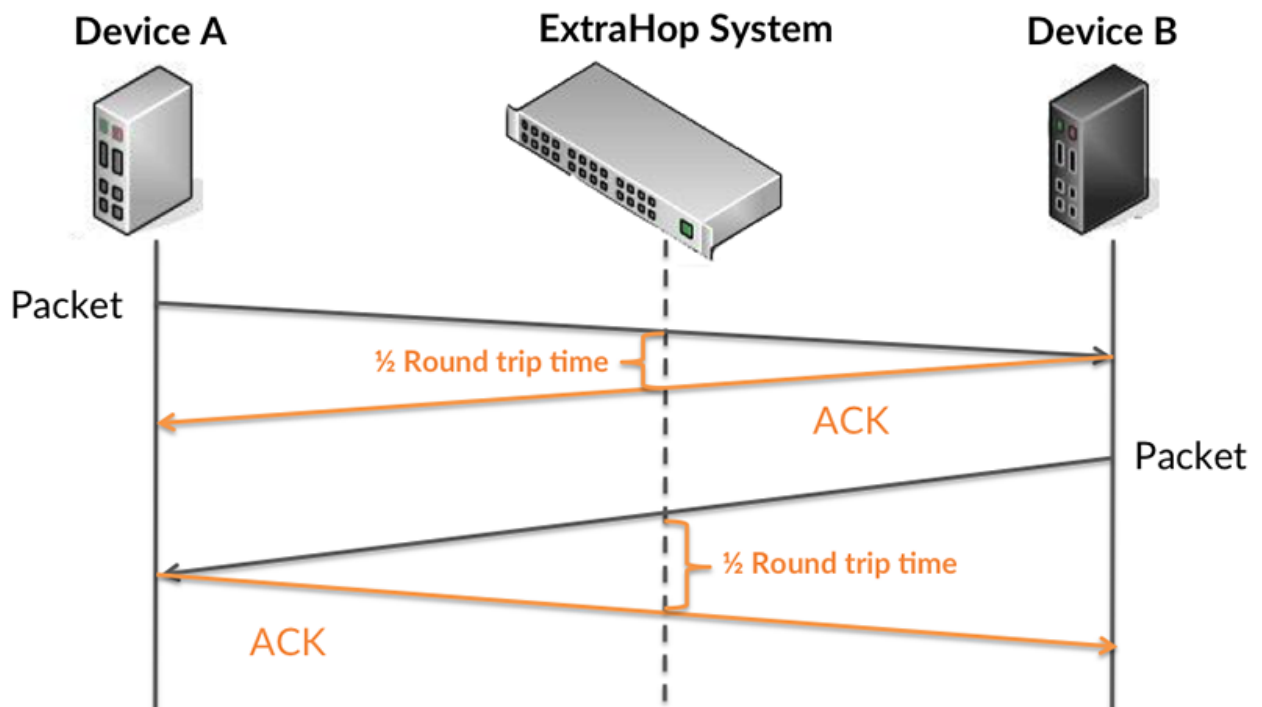 Device A
ExtraHop System
Device B
Packet
½ Round trip time
ACK
Packet
½ Round trip time
ACK